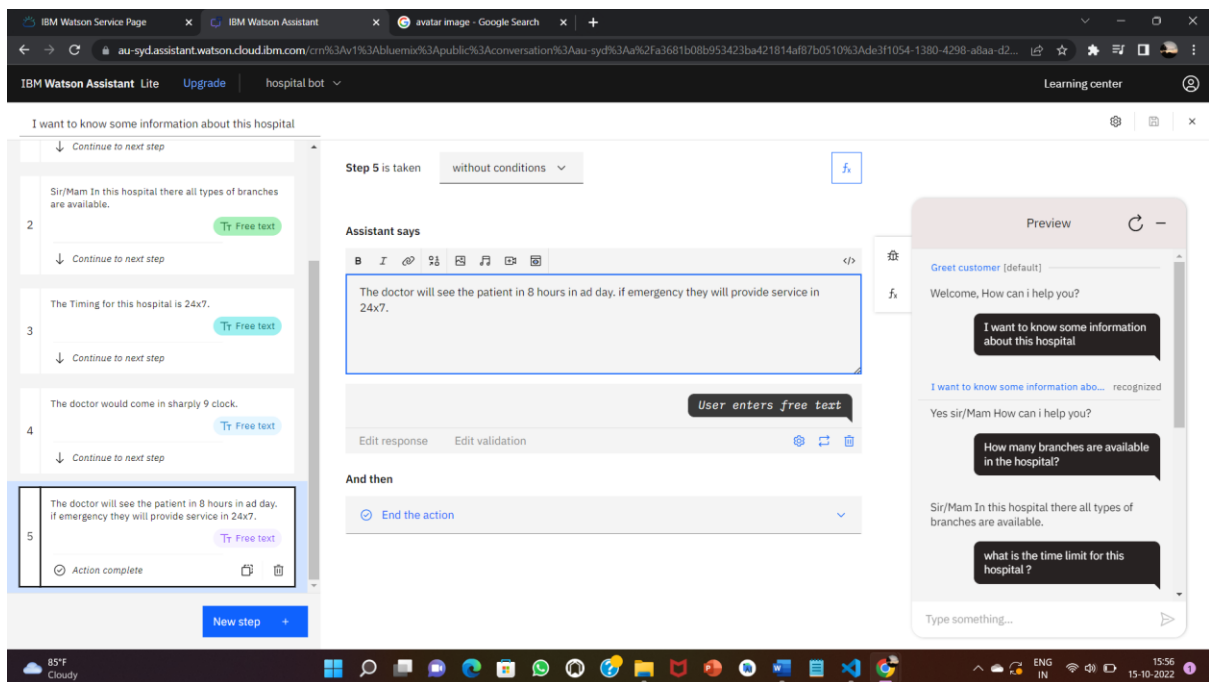 IBM Watson Service Page
IBM Watson Assistant
avatar image - Google Search
au-syd.assistant.watson.cloud.ibm.com/crn%3Av1%3Abluemix%3Apublic%3Aconversation%3Aau-syd%3Aa%2Fa3681b08b953423ba421814af87b0510%3Ade3f1054-1380-4298-a8aa-d2...
IBM Watson Assistant Lite
Upgrade
hospital bot
Learning center
I want to know some information about this hospital
Continue to next step
2
Sir/Mam In this hospital there all types of branches
are available.
Free text
Continue to next step
3
The Timing for this hospital is 24x7.
Free text
Continue to next step
4
The doctor would come in sharply 9 clock.
Free text
Continue to next step
5
The doctor will see the patient in 8 hours in ad day.
if emergency they will provide service in 24x7.
Free text
Action complete
New step +
Step 5 is taken
without conditions
fx
Assistant says
B I
</>
The doctor will see the patient in 8 hours in ad day. if emergency they will provide service in
24x7.
User enters free text
Edit response Edit validation
And then
End the action
fx
Preview
Greet customer [default]
Welcome, How can i help you?
I want to know some information
about this hospital
I want to know some information abo... recognized
Yes sir/Mam How can i help you?
How many branches are available
in the hospital?
Sir/Mam In this hospital there all types of
branches are available.
what is the time limit for this
hospital ?
Type something...
85°F
Cloudy
ENG
IN
15:56
15-10-2022
1